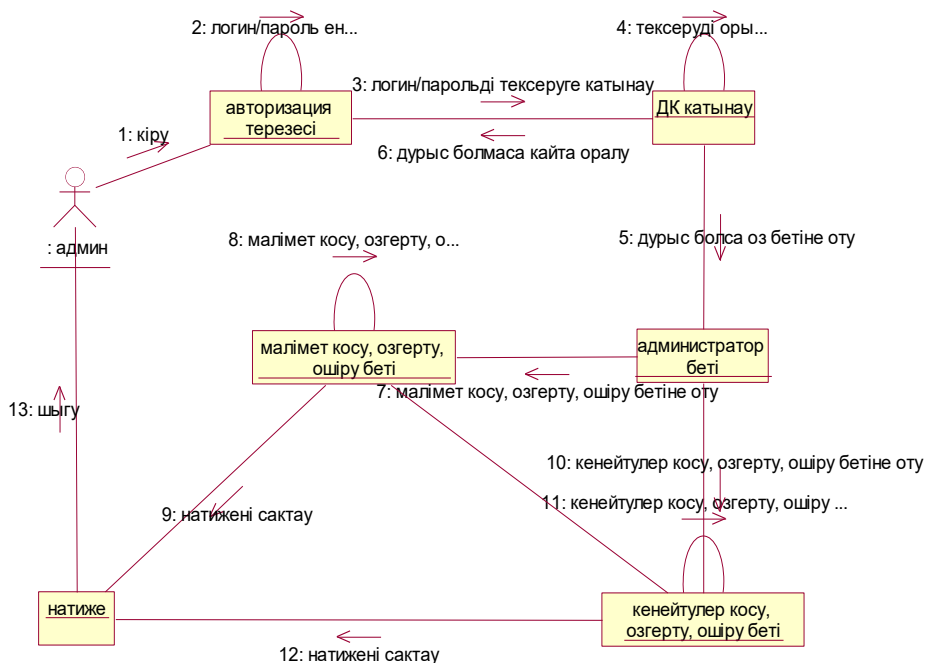 2: логин/пароль ен...
4: тексеруді оры...
3: логин/парольді тексеруге катынау
авторизация
терезесі
ДК катынау
1: кіру
6: дурыс болмаса кайта оралу
: админ
5: дурыс болса оз бетіне оту
8: малімет косу, озгерту, о...
малімет косу, озгерту,
ошіру беті
администратор
беті
7: малімет косу, озгерту, ошіру бетіне оту
13: шыгу
10: кенейтулер косу, озгерту, ошіру бетіне оту
11: кенейтулер косу, озгерту, ошіру ...
9: натижені сактау
натиже
кенейтулер косу,
озгерту, ошіру беті
12: натижені сактау